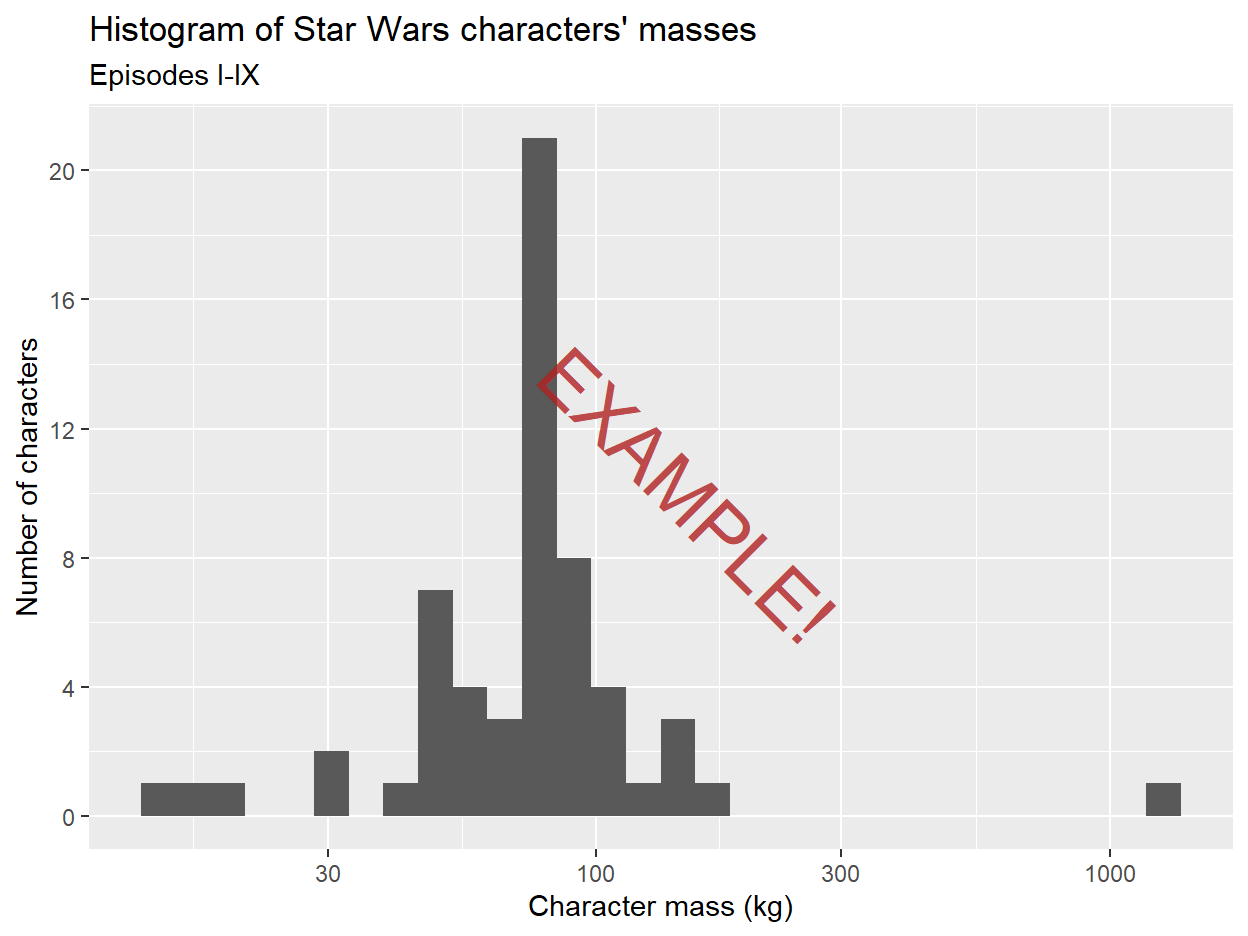 Histogram of Star Wars characters' masses
Episodes I-IX
Number of characters
20
16
12
8
4
0
EXAMPLE!
30
100
300
1000
Character mass (kg)